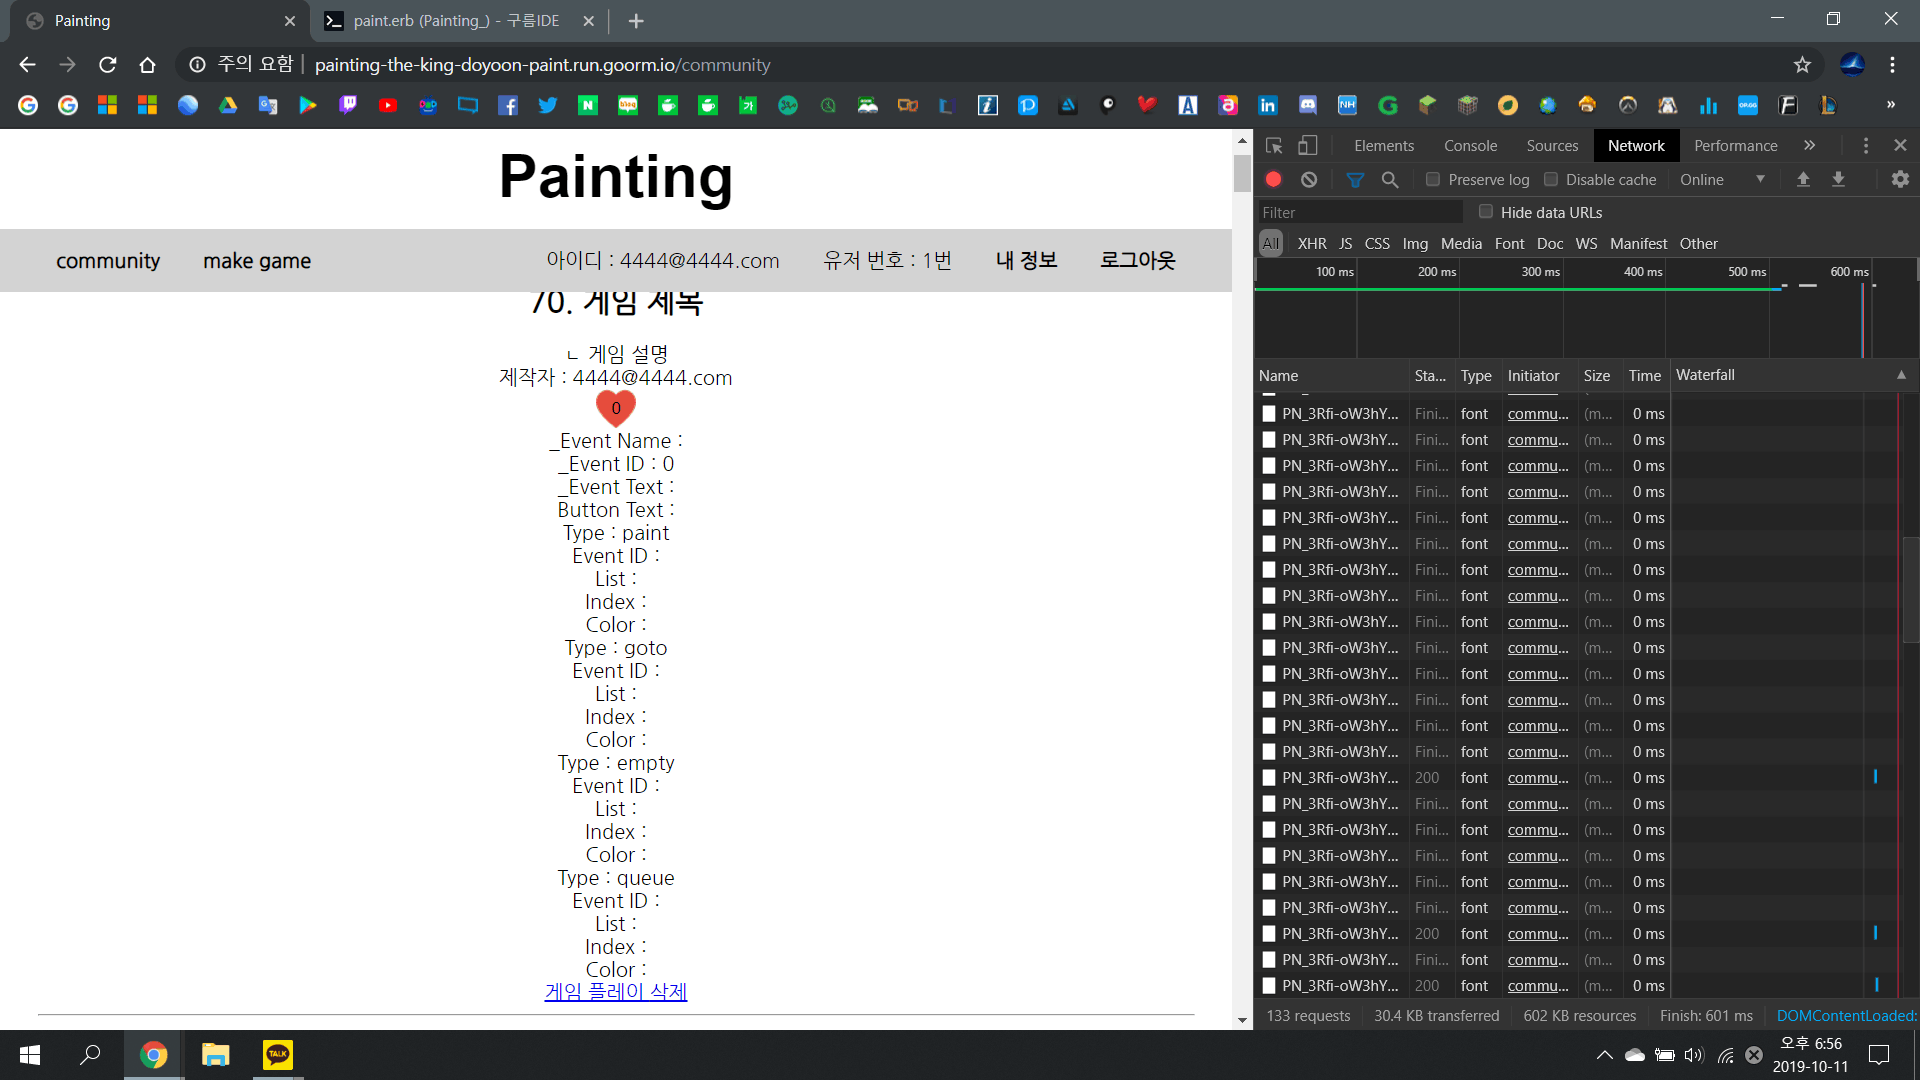 Painting
paint.erb (Painting_) - 구름IDE
주의 요함
painting-the-king-doyoon-paint.run.goorm.io/community
Painting
community make game 아이디 : 4444@4444.com 유저 번호 : 1번 내 정보 로그아웃
70. 게임 제목
ㄴ 게임 설명
제작자 : 4444@4444.com
0
_Event Name :
_Event ID : 0
_Event Text :
Button Text :
Type : paint
Event ID :
List :
Index :
Color :
Type : goto
Event ID :
List :
Index :
Color :
Type : empty
Event ID :
List :
Index :
Color :
Type : queue
Event ID :
List :
Index :
Color :
게임 플레이 삭제
Elements Console Sources Network Performance
Preserve log Disable cache Online
Filter Hide data URLs
All XHR JS CSS Img Media Font Doc WS Manifest Other
100 ms 200 ms 300 ms 400 ms 500 ms 600 ms
Name Sta... Type Initiator Size Time Waterfall
PN_3Rfi-oW3hY... Fini... font commu... (m... 0 ms
PN_3Rfi-oW3hY... Fini... font commu... (m... 0 ms
PN_3Rfi-oW3hY... Fini... font commu... (m... 0 ms
PN_3Rfi-oW3hY... Fini... font commu... (m... 0 ms
PN_3Rfi-oW3hY... Fini... font commu... (m... 0 ms
PN_3Rfi-oW3hY... Fini... font commu... (m... 0 ms
PN_3Rfi-oW3hY... Fini... font commu... (m... 0 ms
PN_3Rfi-oW3hY... Fini... font commu... (m... 0 ms
PN_3Rfi-oW3hY... Fini... font commu... (m... 0 ms
PN_3Rfi-oW3hY... Fini... font commu... (m... 0 ms
PN_3Rfi-oW3hY... Fini... font commu... (m... 0 ms
PN_3Rfi-oW3hY... Fini... font commu... (m... 0 ms
PN_3Rfi-oW3hY... Fini... font commu... (m... 0 ms
PN_3Rfi-oW3hY... Fini... font commu... (m... 0 ms
PN_3Rfi-oW3hY... 200 font commu... (m... 0 ms
PN_3Rfi-oW3hY... Fini... font commu... (m... 0 ms
PN_3Rfi-oW3hY... Fini... font commu... (m... 0 ms
PN_3Rfi-oW3hY... Fini... font commu... (m... 0 ms
PN_3Rfi-oW3hY... Fini... font commu... (m... 0 ms
PN_3Rfi-oW3hY... Fini... font commu... (m... 0 ms
PN_3Rfi-oW3hY... 200 font commu... (m... 0 ms
PN_3Rfi-oW3hY... Fini... font commu... (m... 0 ms
PN_3Rfi-oW3hY... 200 font commu... (m... 0 ms
133 requests 30.4 KB transferred 602 KB resources Finish: 601 ms DOMContentLoaded:
TALK
오후 6:56
2019-10-11